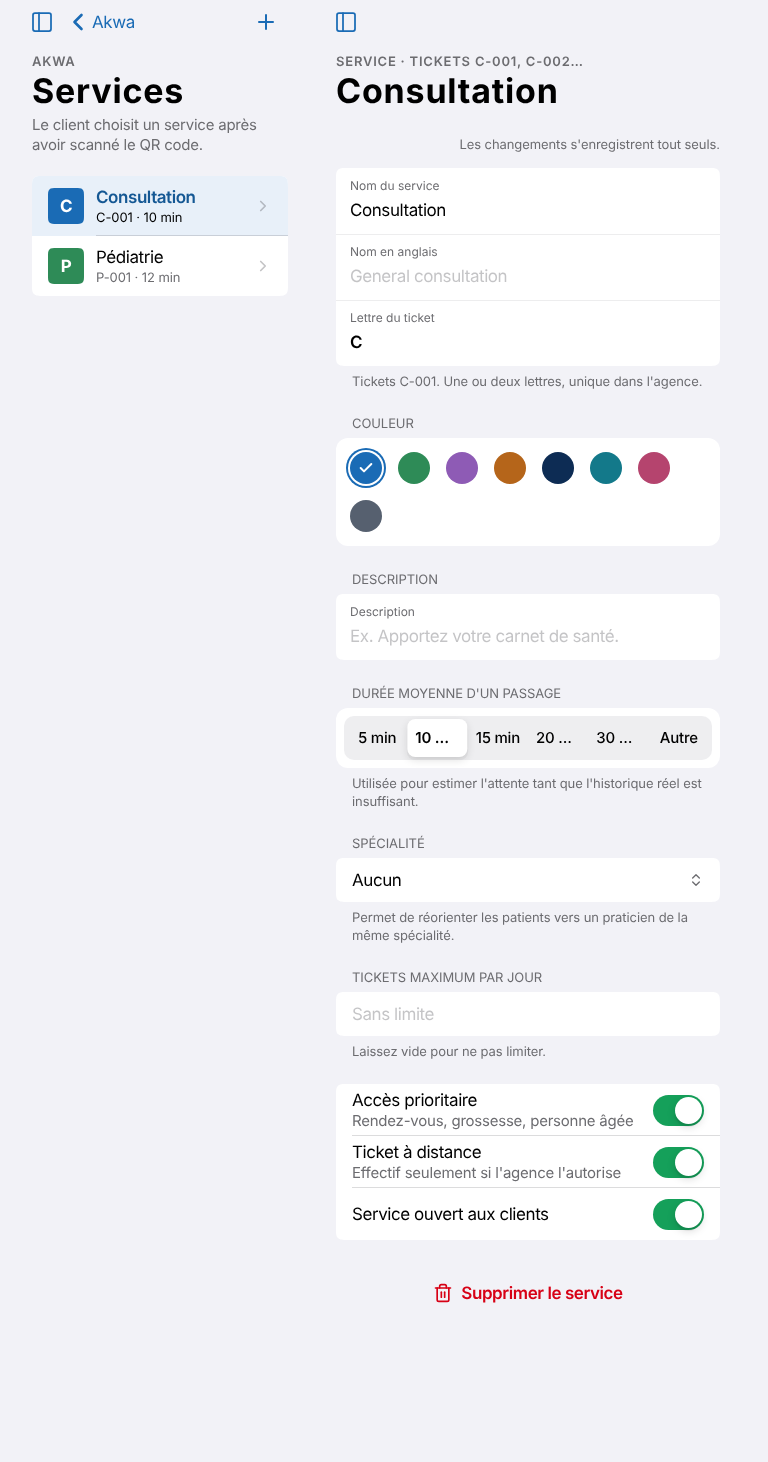 Akwa
AKWA
Services
Le client choisit un service après
avoir scanné le QR code.
C
Consultation
C-001 · 10 min
P
Pédiatrie
P-001 · 12 min
SERVICE · TICKETS C-001, C-002…
Consultation
Les changements s'enregistrent tout seuls.
Nom du service
Consultation
Nom en anglais
General consultation
Lettre du ticket
C
Tickets C-001. Une ou deux lettres, unique dans l'agence.
COULEUR
DESCRIPTION
Description
Ex. Apportez votre carnet de santé.
DURÉE MOYENNE D'UN PASSAGE
5 min 10 … 15 min 20 … 30 … Autre
Utilisée pour estimer l'attente tant que l'historique réel est
insuffisant.
SPÉCIALITÉ
Aucun
Permet de réorienter les patients vers un praticien de la
même spécialité.
TICKETS MAXIMUM PAR JOUR
Sans limite
Laissez vide pour ne pas limiter.
Accès prioritaire
Rendez-vous, grossesse, personne âgée
Ticket à distance
Effectif seulement si l'agence l'autorise
Service ouvert aux clients
Supprimer le service